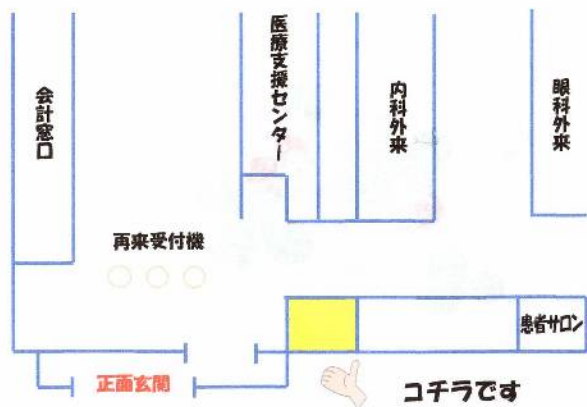 会計窓口
医療支援センター
内科外来
眼科外来
再来受付機
患者サロン
正面玄関
コチラです